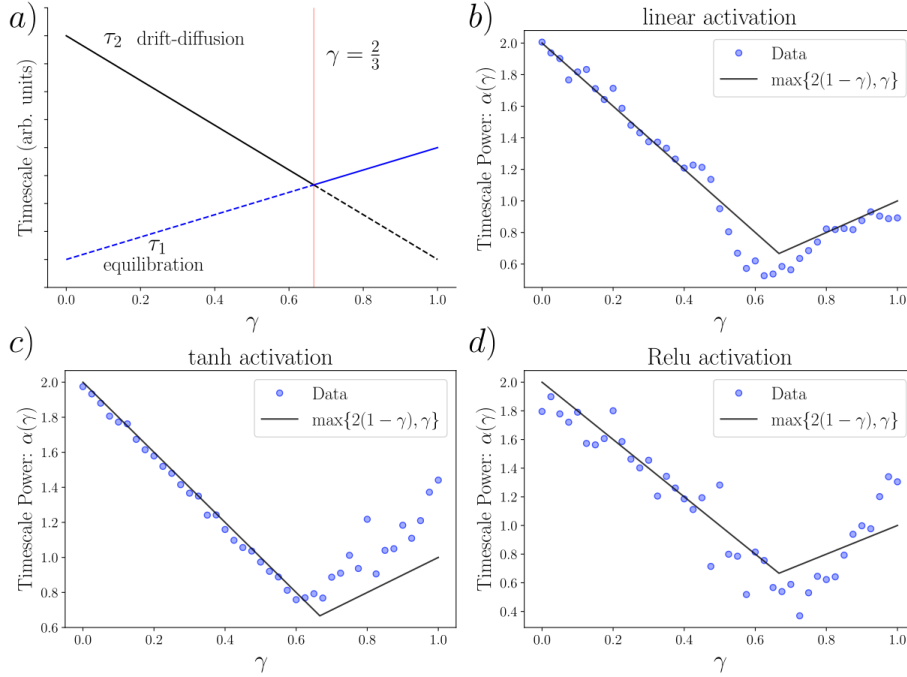 a)
τ₂ drift-diffusion
γ = 2/3
τ₁
equilibration
Timescale (arb. units)
0.0 0.2 0.4 0.6 0.8 1.0
γ
b)
linear activation
Data
max{2(1 − γ), γ}
Timescale Power: α(γ)
2.0
1.8
1.6
1.4
1.2
1.0
0.8
0.6
0.0 0.2 0.4 0.6 0.8 1.0
γ
c)
tanh activation
Data
max{2(1 − γ), γ}
Timescale Power: α(γ)
2.0
1.8
1.6
1.4
1.2
1.0
0.8
0.6
0.0 0.2 0.4 0.6 0.8 1.0
γ
d)
Relu activation
Data
max{2(1 − γ), γ}
Timescale Power: α(γ)
2.0
1.8
1.6
1.4
1.2
1.0
0.8
0.6
0.4
0.0 0.2 0.4 0.6 0.8 1.0
γ